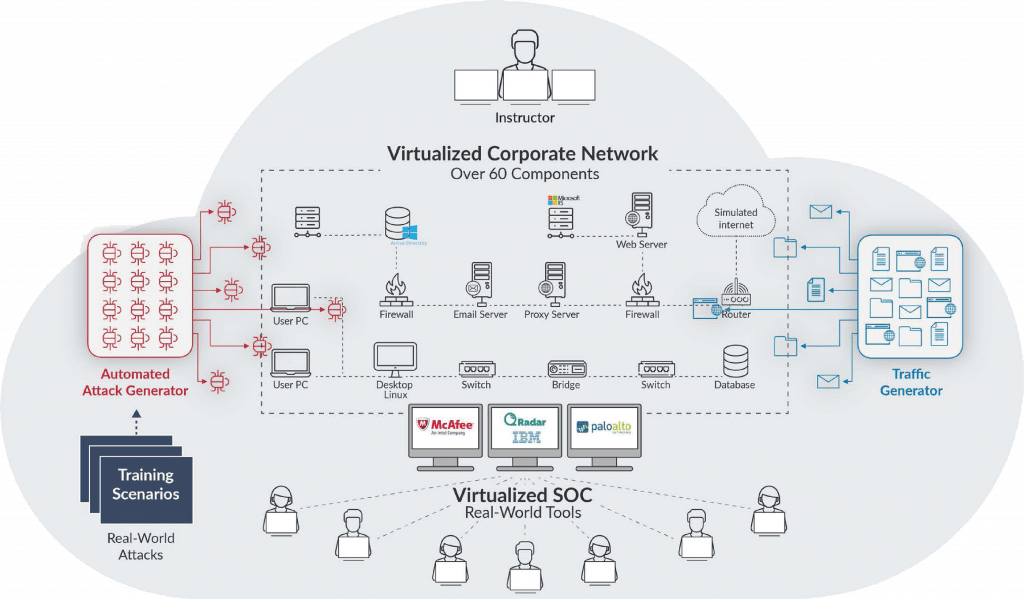 Instructor
Virtualized Corporate Network
Over 60 Components
Microsoft
IIS
Active Directory
Web Server
Simulated
internet
User PC
Firewall
Email Server
Proxy Server
Firewall
Router
User PC
Desktop
Linux
Switch
Bridge
Switch
Database
Automated
Attack Generator
Traffic
Generator
Training
Scenarios
Real-World
Attacks
McAfee
An Intel Company
QRadar
IBM
paloalto
NETWORKS
Virtualized SOC
Real-World Tools